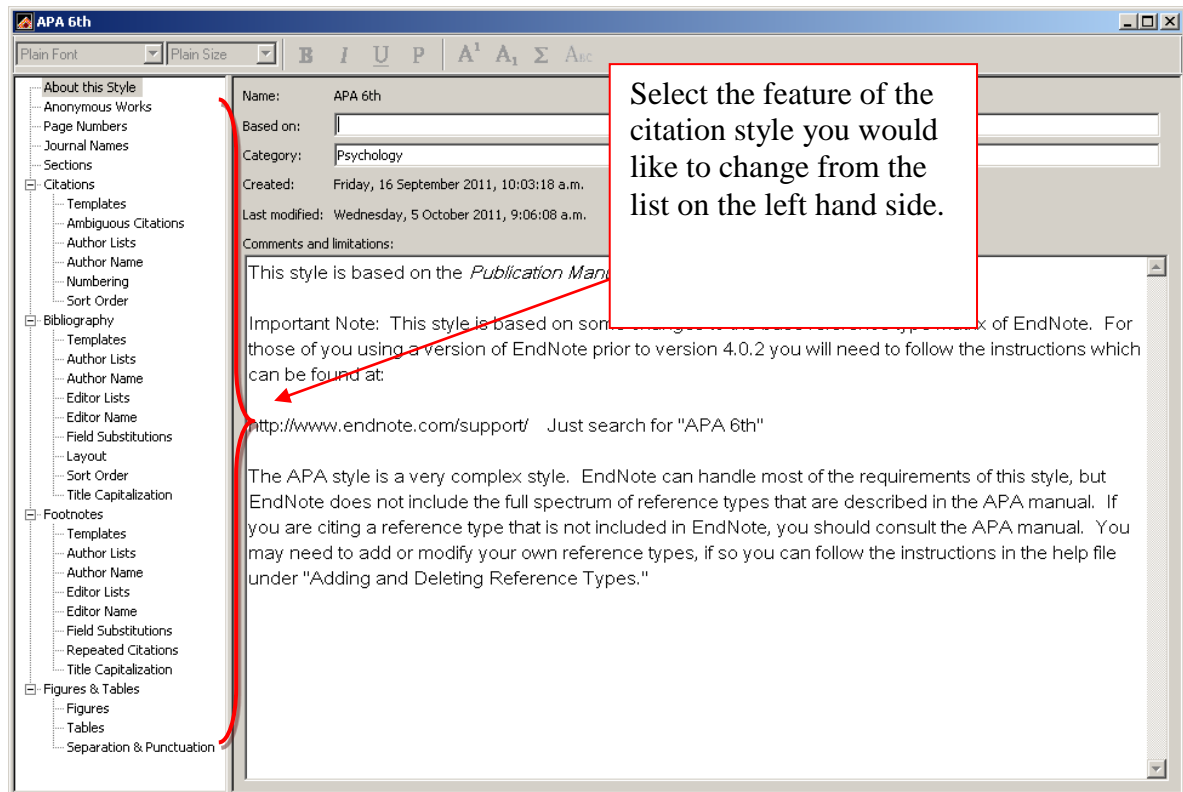 APA 6th
Plain Font Plain Size B I U P A1 A1 Σ ABC
About this Style
Anonymous Works
Page Numbers
Journal Names
Sections
Citations
Templates
Ambiguous Citations
Author Lists
Author Name
Numbering
Sort Order
Bibliography
Templates
Author Lists
Author Name
Editor Lists
Editor Name
Field Substitutions
Layout
Sort Order
Title Capitalization
Footnotes
Templates
Author Lists
Author Name
Editor Lists
Editor Name
Field Substitutions
Repeated Citations
Title Capitalization
Figures & Tables
Figures
Tables
Separation & Punctuation
Name: APA 6th
Based on:
Category: Psychology
Created: Friday, 16 September 2011, 10:03:18 a.m.
Last modified: Wednesday, 5 October 2011, 9:06:08 a.m.
Comments and limitations:
This style is based on the Publication
Important Note: This style is based on of EndNote. For
those of you using a version of EndNote prior to version 4.0.2 you will need to follow the instructions which
can be found at:
http://www.endnote.com/support/ Just search for "APA 6th"
The APA style is a very complex style. EndNote can handle most of the requirements of this style, but
EndNote does not include the full spectrum of reference types that are described in the APA manual. If
you are citing a reference type that is not included in EndNote, you should consult the APA manual. You
may need to add or modify your own reference types, if so you can follow the instructions in the help file
under "Adding and Deleting Reference Types."
Select the feature of the
citation style you would
like to change from the
list on the left hand side.